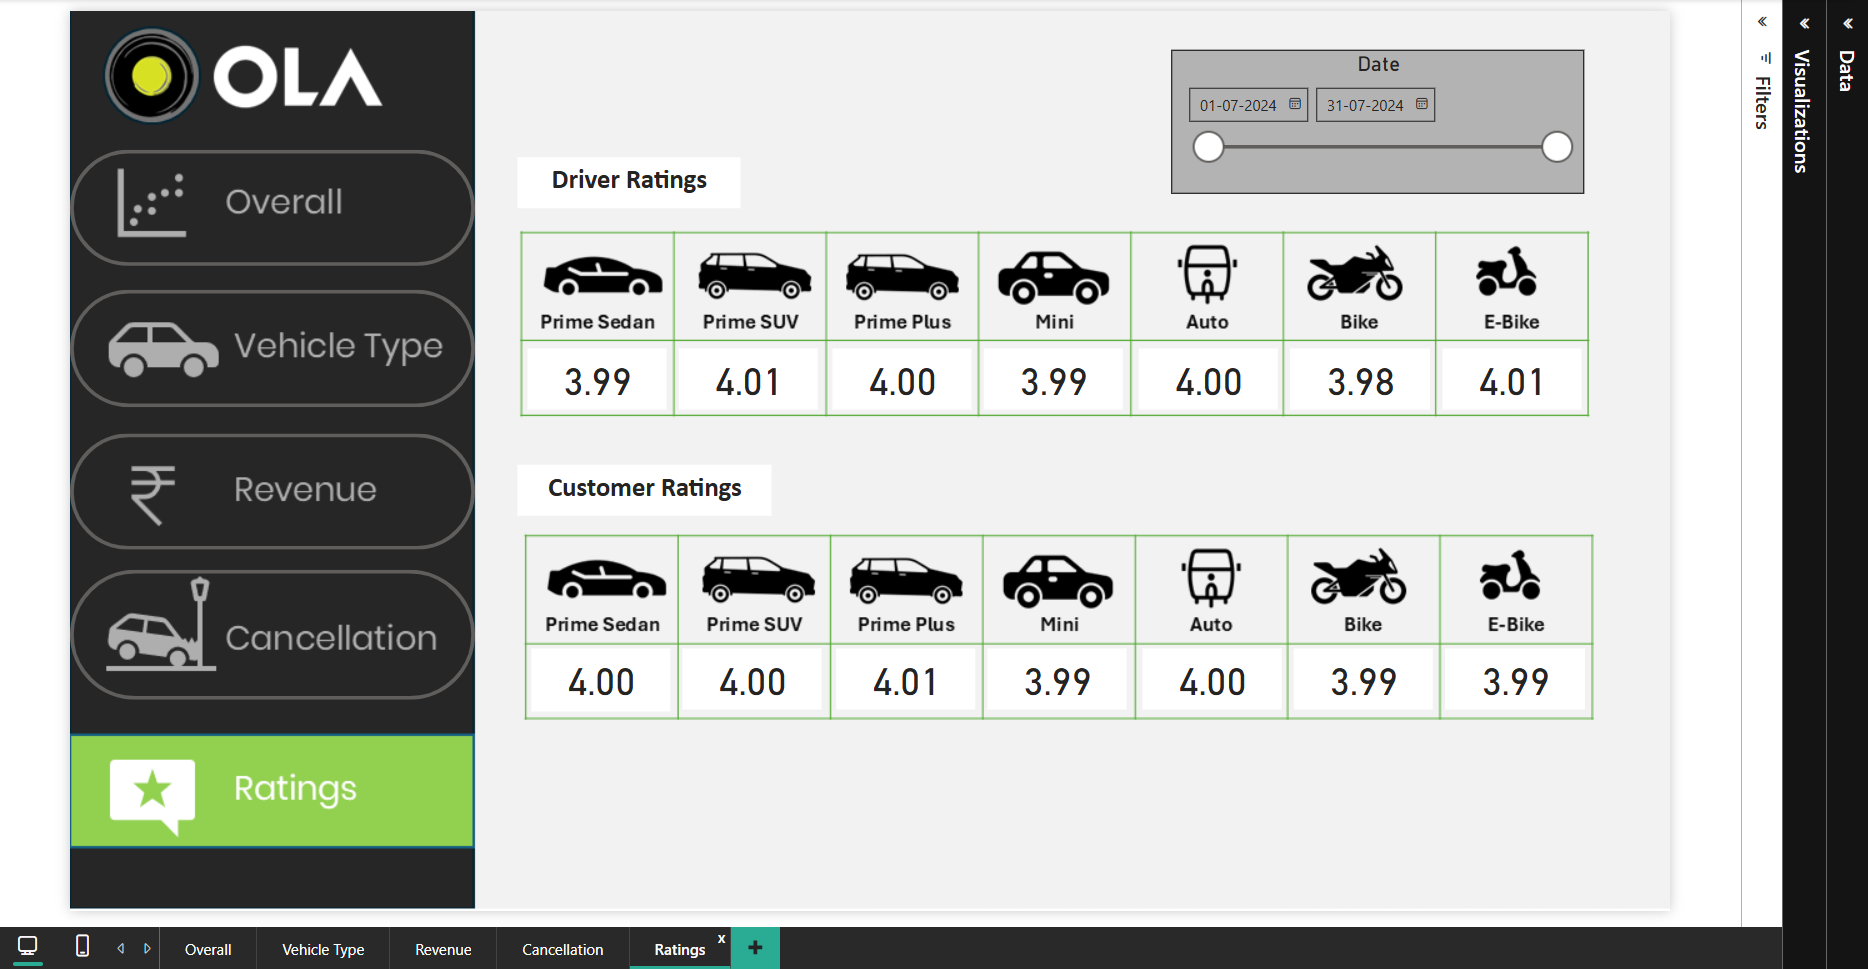 OLA
Overall
Vehicle Type
₹ Revenue
Cancellation
Ratings
Date
01-07-2024 31-07-2024
Driver Ratings
Prime Sedan Prime SUV Prime Plus Mini Auto Bike E-Bike
3.99 4.01 4.00 3.99 4.00 3.98 4.01
Customer Ratings
Prime Sedan Prime SUV Prime Plus Mini Auto Bike E-Bike
4.00 4.00 4.01 3.99 4.00 3.99 3.99
Filters
Visualizations
Data
Overall Vehicle Type Revenue Cancellation Ratings x +